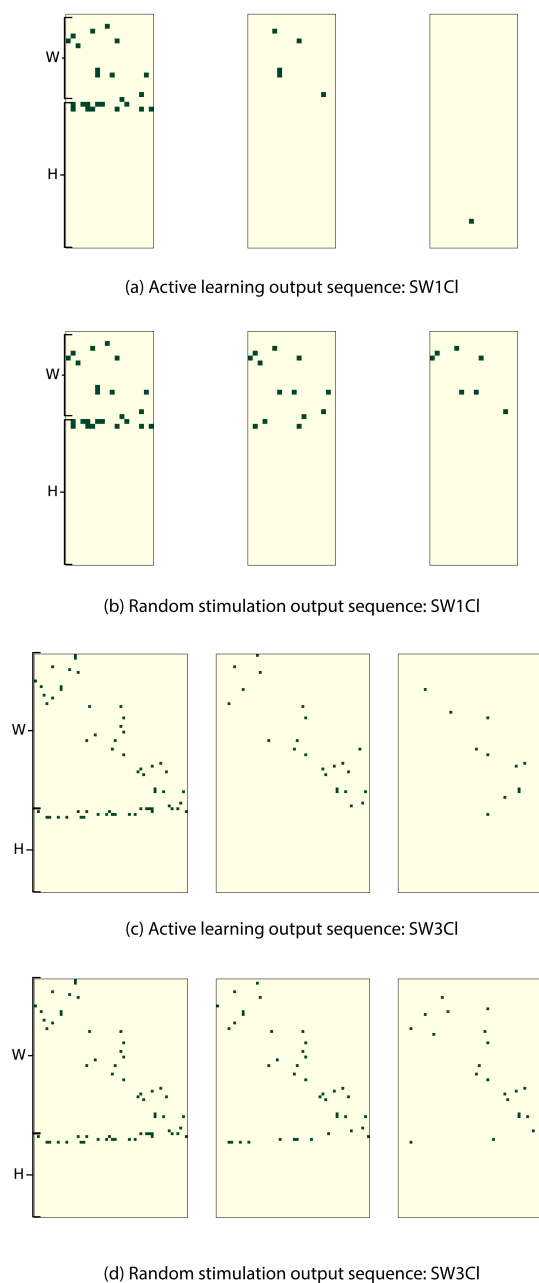 W
H
(a) Active learning output sequence: SW1Cl
W
H
(b) Random stimulation output sequence: SW1Cl
W
H
(c) Active learning output sequence: SW3Cl
W
H
(d) Random stimulation output sequence: SW3Cl